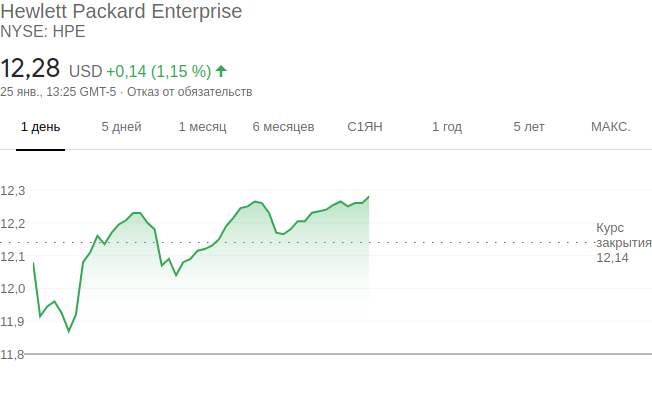 Hewlett Packard Enterprise
NYSE: HPE
12,28 USD +0,14 (1,15 %)
25 янв., 13:25 GMT-5 · Отказ от обязательств
1 день 5 дней 1 месяц 6 месяцев С1ЯН 1 год 5 лет МАКС.
12,3
12,2
Курс
закрытия
12,14
12,1
12,0
11,9
11,8